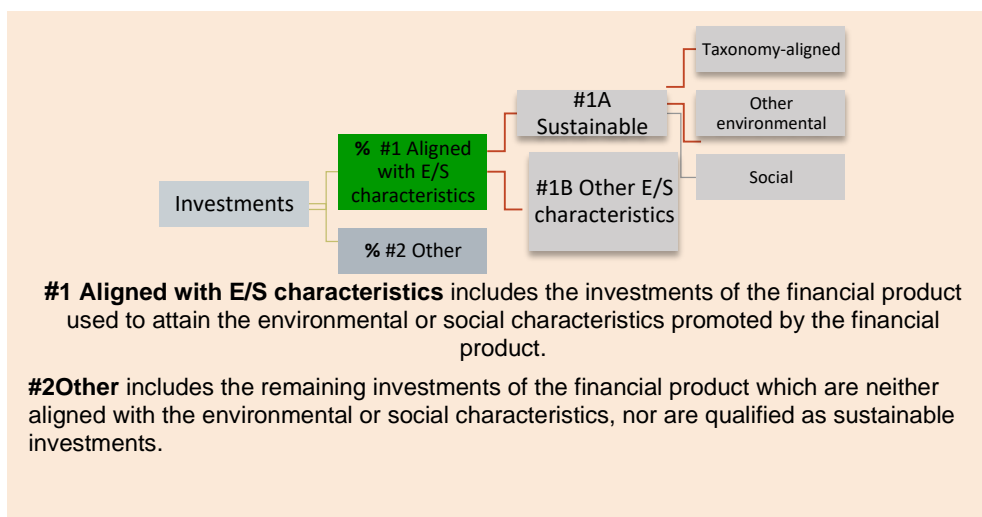 Taxonomy-aligned
#1A
Sustainable
Other
environmental
% #1 Aligned
with E/S
characteristics
#1B Other E/S
characteristics
Social
Investments
% #2 Other
#1 Aligned with E/S characteristics includes the investments of the financial product
used to attain the environmental or social characteristics promoted by the financial
product.
#2Other includes the remaining investments of the financial product which are neither
aligned with the environmental or social characteristics, nor are qualified as sustainable
investments.